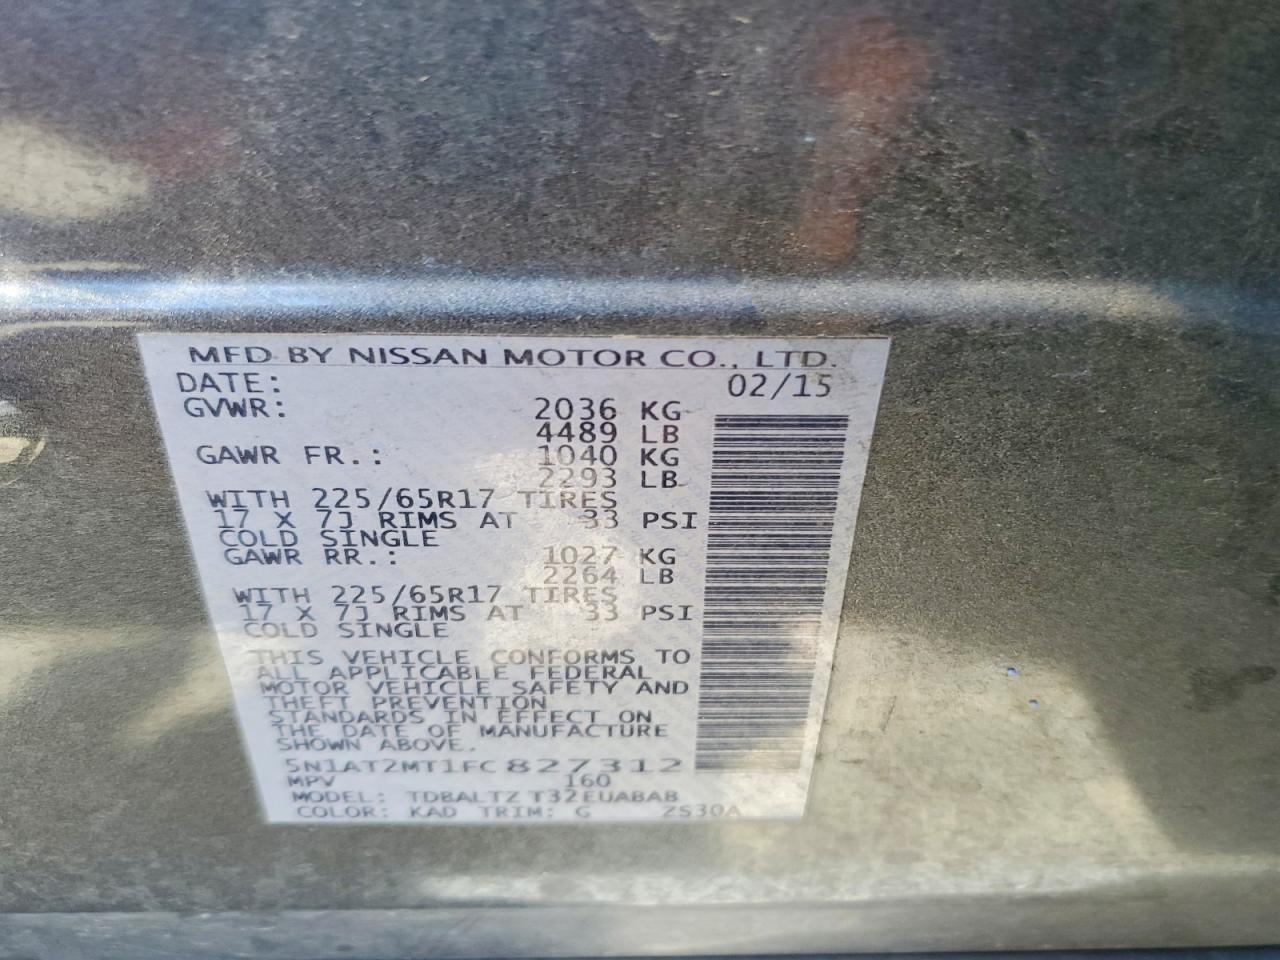 MFD BY NISSAN MOTOR CO., LTD.
DATE: 02/15
GVWR: 2036 KG
4489 LB
GAWR FR.: 1040 KG
2293 LB
WITH 225/65R17 TIRES
17 X 7J RIMS AT 33 PSI
COLD SINGLE
GAWR RR.: 1027 KG
2264 LB
WITH 225/65R17 TIRES
17 X 7J RIMS AT 33 PSI
COLD SINGLE
THIS VEHICLE CONFORMS TO
ALL APPLICABLE FEDERAL
MOTOR VEHICLE SAFETY AND
THEFT PREVENTION
STANDARDS IN EFFECT ON
THE DATE OF MANUFACTURE
SHOWN ABOVE.
5N1AT2MT1FC827312
MPV 160
MODEL: TDBALTZ T32EUABAB
COLOR: KAD TRIM: G 2S30A